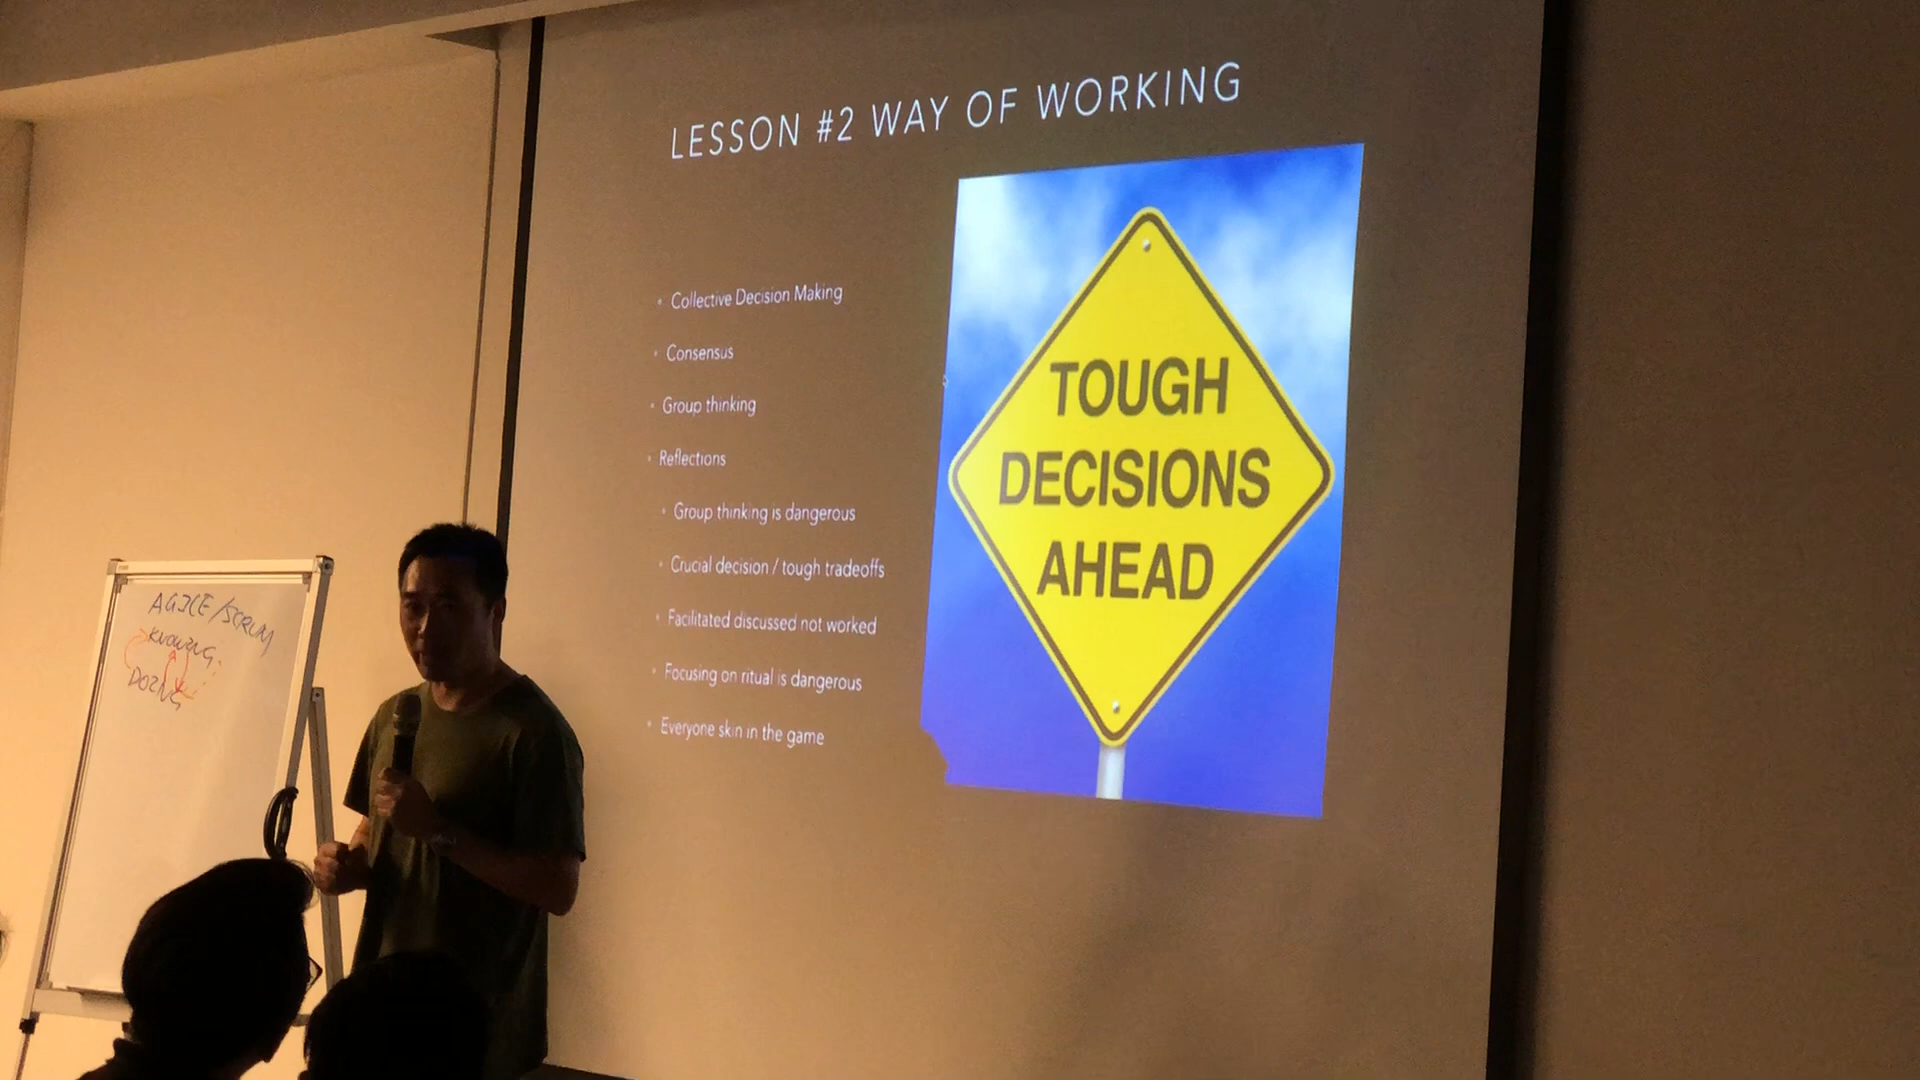 LESSON #2 WAY OF WORKING
Collective Decision Making
Consensus
Group thinking
Reflections
Group thinking is dangerous
Crucial decision / tough tradeoffs
Facilitated discussed not worked
Focusing on ritual is dangerous
Everyone skin in the game
TOUGH
DECISIONS
AHEAD
AGILE/SCRUM
KNOWING
DOING